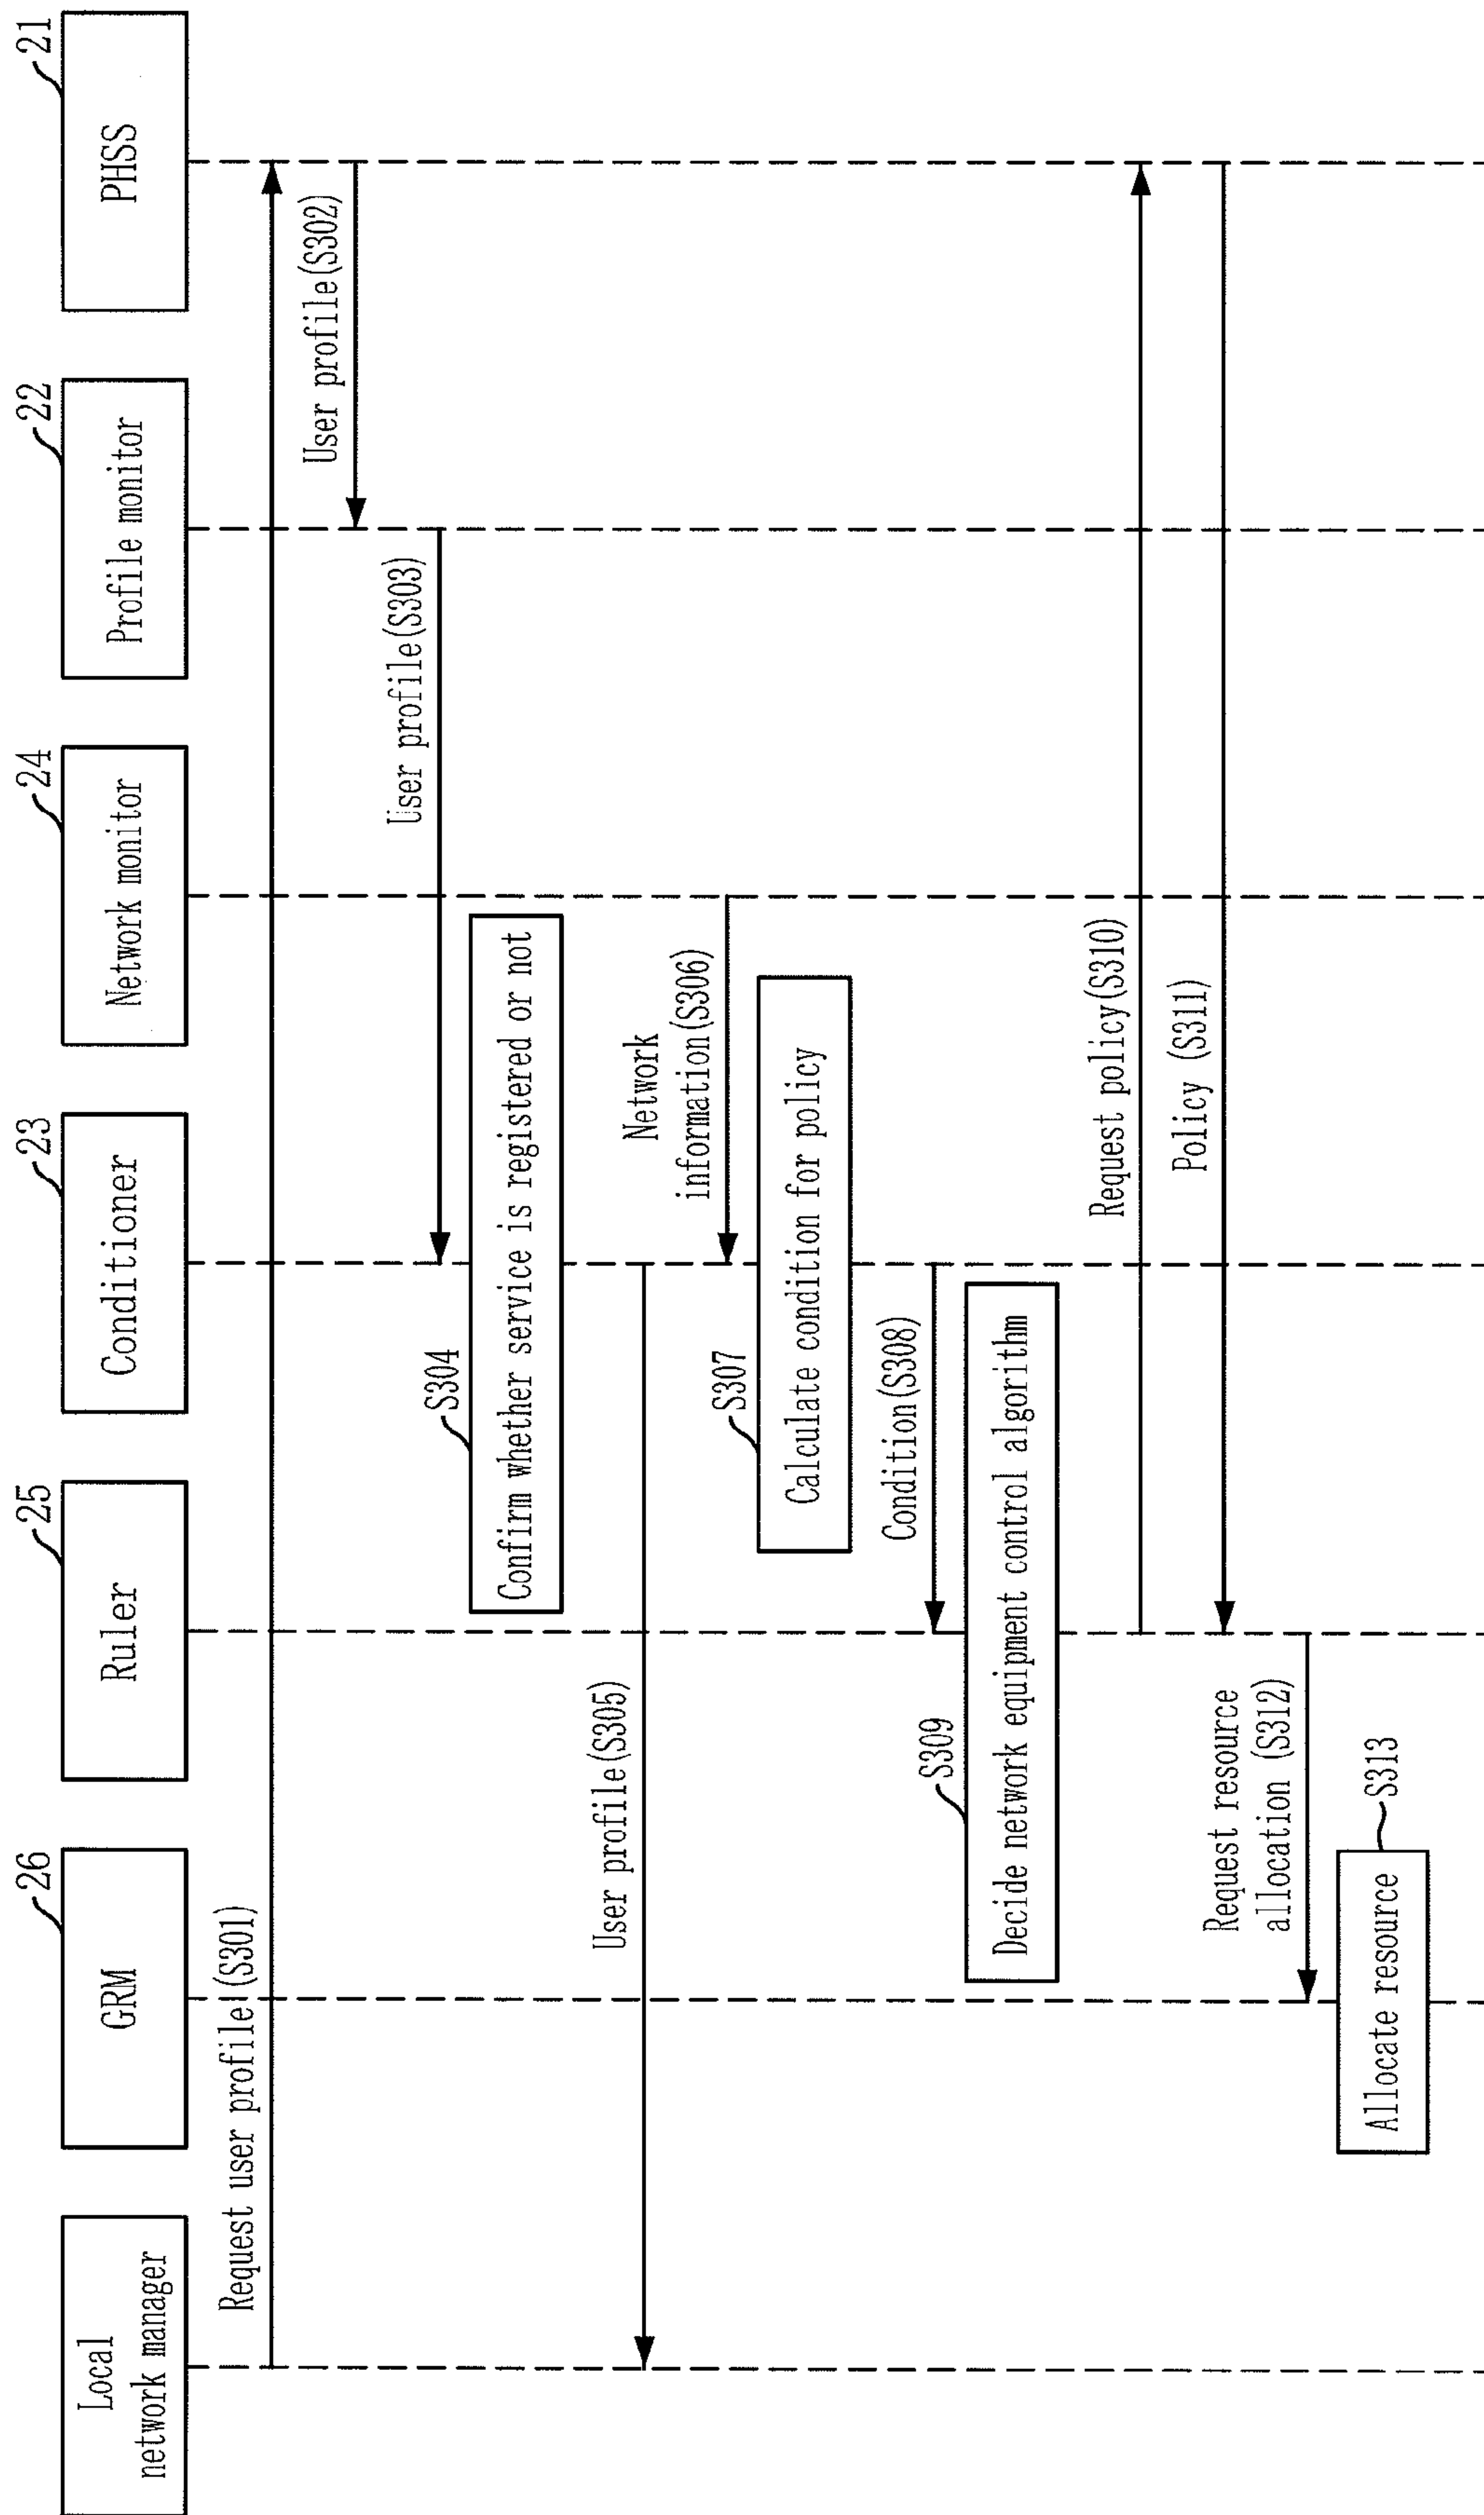 Local
network manager
26
GRM
25
Ruler
23
Conditioner
24
Network monitor
22
Profile monitor
21
PHSS
Request user profile (S301)
User profile(S302)
User profile(S303)
S304
Confirm whether service is registered or not
User profile(S305)
Network
information(S306)
S307
Calculate condition for policy
Condition(S308)
S309
Decide network equipment control algorithm
Request policy(S310)
Policy (S311)
Request resource
allocation (S312)
Allocate resource
S313